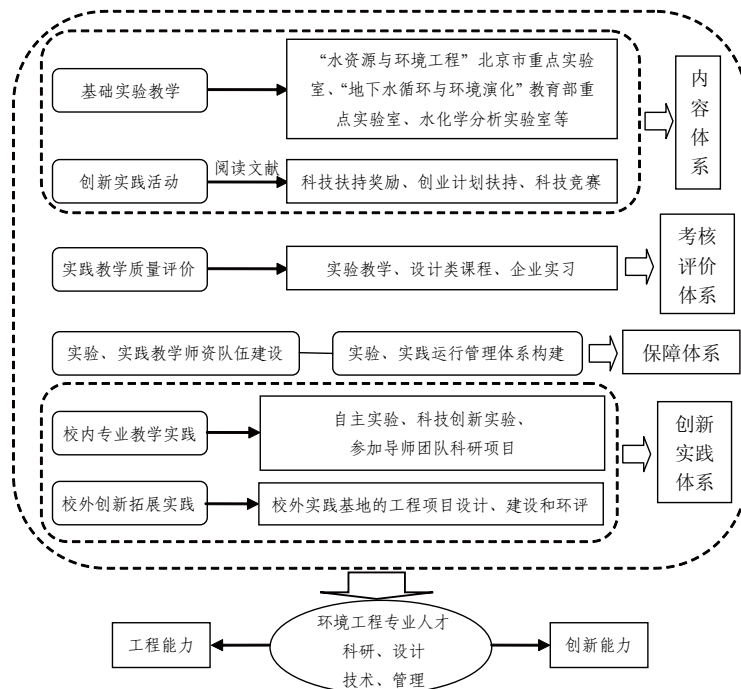 “水资源与环境工程”北京市重点实验
室、“地下水循环与环境演化”教育部重
点实验室、水化学分析实验室等
基础实验教学
内
容
体
系
阅读文献
创新实践活动
科技扶持奖励、创业计划扶持、科技竞赛
实践教学质量评价
实验教学、设计类课程、企业实习
考核
评价
体系
实验、实践教学师资队伍建设
实验、实践运行管理体系构建
保障体系
校内专业教学实践
自主实验、科技创新实验、
参加导师团队科研项目
创新
实践
体系
校外创新拓展实践
校外实践基地的工程项目设计、建设和环评
工程能力
环境工程专业人才
科研、设计
技术、管理
创新能力